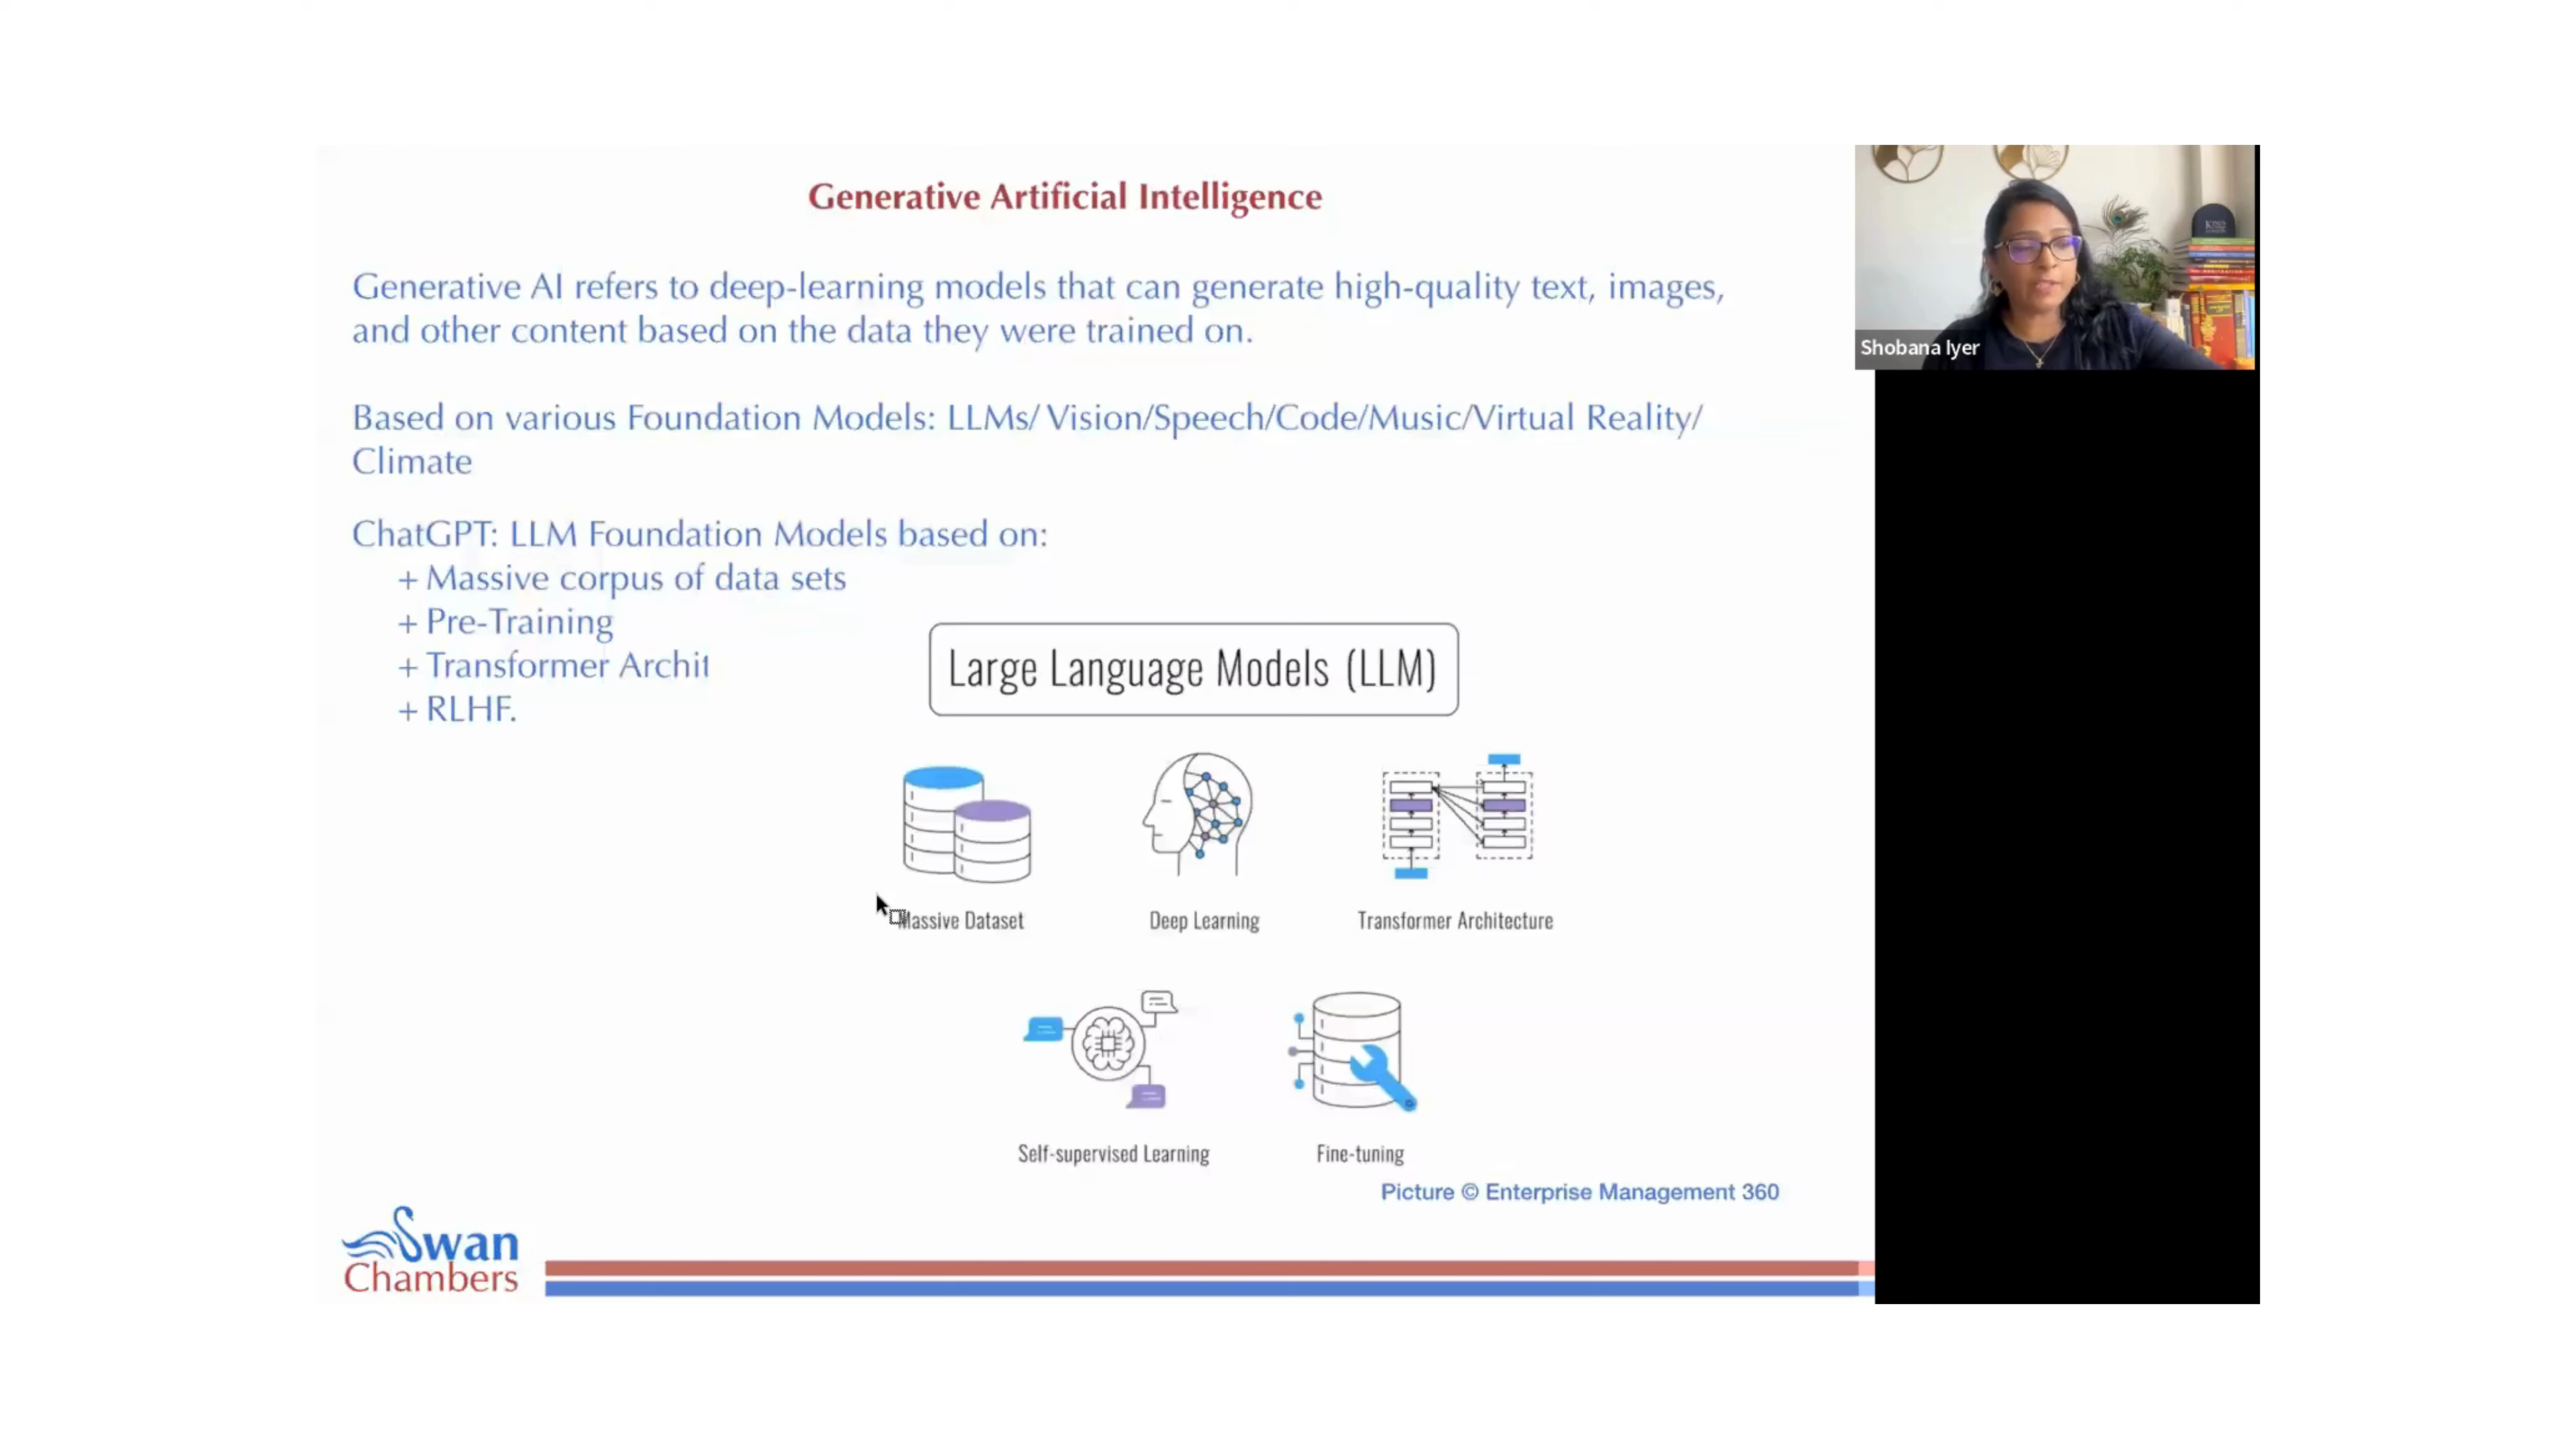 Generative Artificial Intelligence
Generative AI refers to deep-learning models that can generate high-quality text, images,
and other content based on the data they were trained on.
Based on various Foundation Models: LLMs/ Vision/Speech/Code/Music/Virtual Reality/
Climate
ChatGPT: LLM Foundation Models based on:
+ Massive corpus of data sets
+ Pre-Training
+ Transformer Archit
+ RLHF.
Large Language Models (LLM)
Massive Dataset
Deep Learning
Transformer Architecture
Self-supervised Learning
Fine-tuning
Picture © Enterprise Management 360
Swan
Chambers
Shobana Iyer